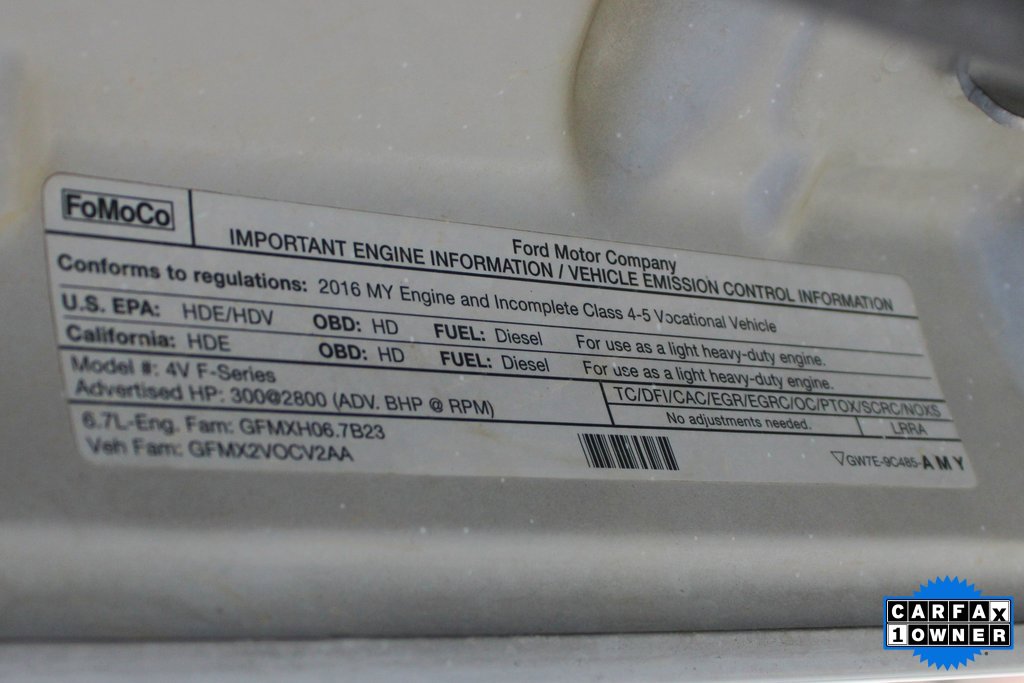 FoMoCo
Ford Motor Company
IMPORTANT ENGINE INFORMATION / VEHICLE EMISSION CONTROL INFORMATION
Conforms to regulations: 2016 MY Engine and Incomplete Class 4-5 Vocational Vehicle
U.S. EPA: HDE/HDV OBD: HD FUEL: Diesel For use as a light heavy-duty engine.
California: HDE OBD: HD FUEL: Diesel For use as a light heavy-duty engine.
Model #: 4V F-Series
Advertised HP: 300@2800 (ADV. BHP @ RPM)
TC/DFI/CAC/EGR/EGRC/OC/PTOX/SCRC/NOXS
No adjustments needed. LRRA
6.7L-Eng. Fam: GFMXH06.7B23
Veh Fam: GFMX2VOCV2AA
GW7E-9C485-AMY
CARFAX
1 OWNER